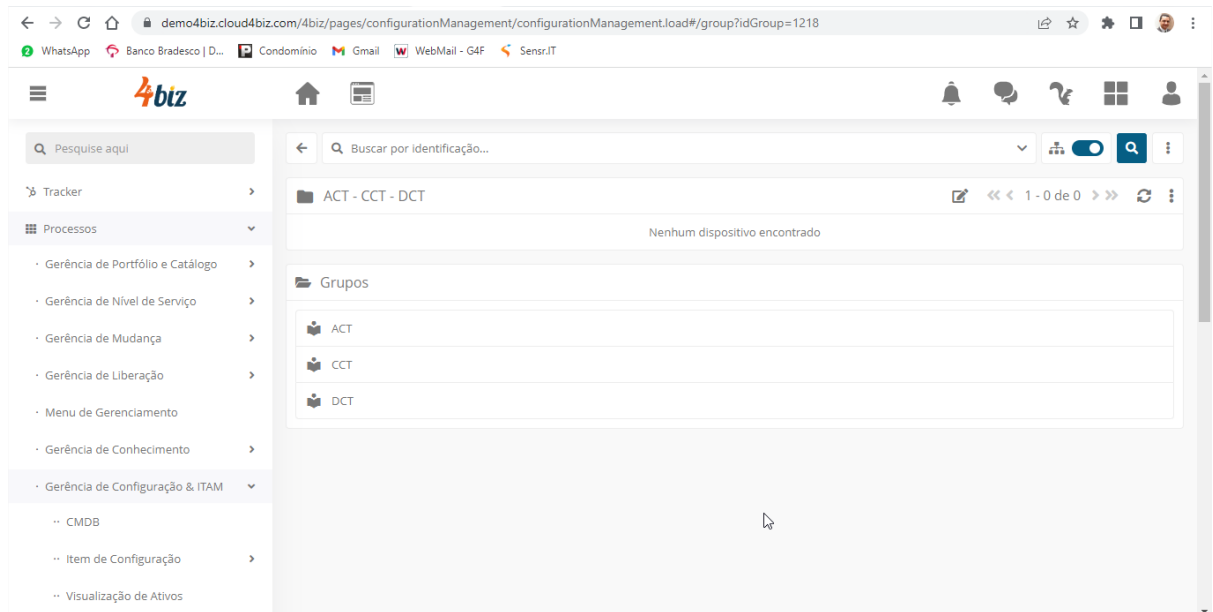 demo4biz.cloud4biz.com/4biz/pages/configurationManagement/configurationManagement.load#/group?idGroup=1218
2 WhatsApp Banco Bradesco | D... Condomínio Gmail WebMail - G4F Sensr.IT
4biz
Pesquise aqui
Buscar por identificação...
Tracker
ACT - CCT - DCT 1 - 0 de 0
Processos
Nenhum dispositivo encontrado
Gerência de Portfólio e Catálogo
Grupos
Gerência de Nível de Serviço
ACT
Gerência de Mudança
CCT
Gerência de Liberação
DCT
Menu de Gerenciamento
Gerência de Conhecimento
Gerência de Configuração & ITAM
CMDB
Item de Configuração
Visualização de Ativos